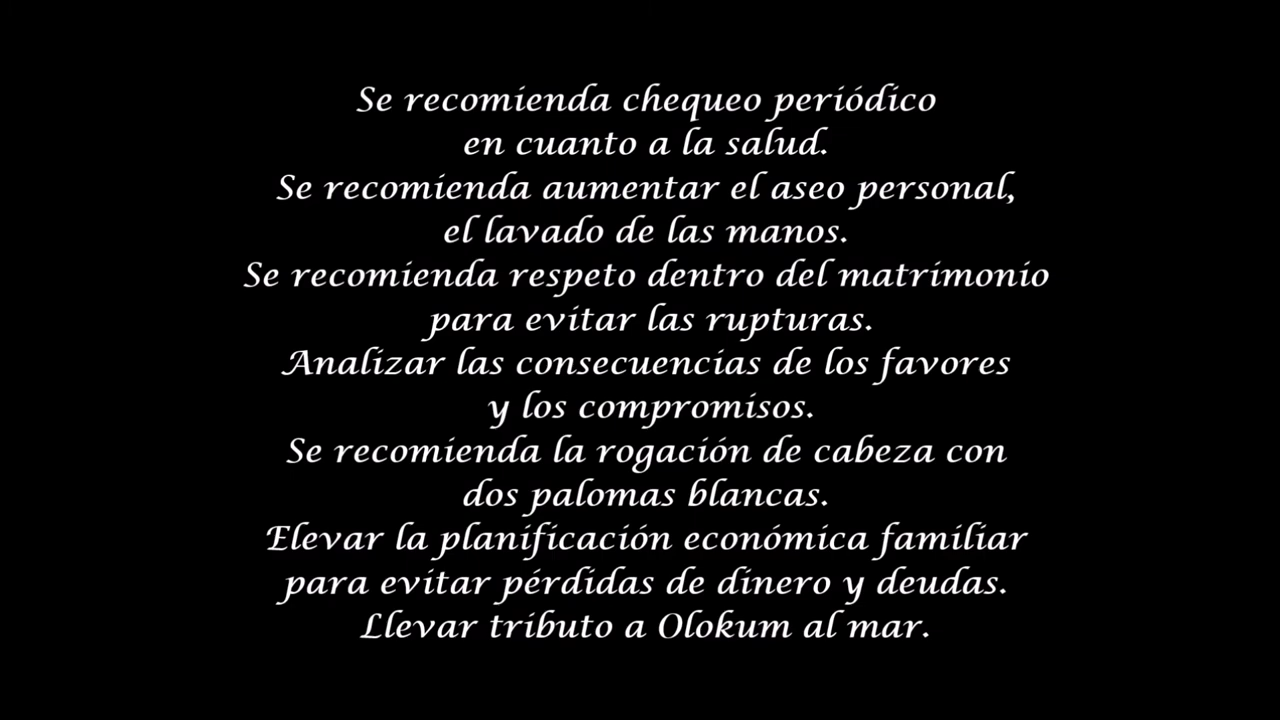 Se recomienda chequeo periódico
en cuanto a la salud.
Se recomienda aumentar el aseo personal,
el lavado de las manos.
Se recomienda respeto dentro del matrimonio
para evitar las rupturas.
Analizar las consecuencias de los favores
y los compromisos.
Se recomienda la rogación de cabeza con
dos palomas blancas.
Elevar la planificación económica familiar
para evitar pérdidas de dinero y deudas.
Llevar tributo a Olokum al mar.